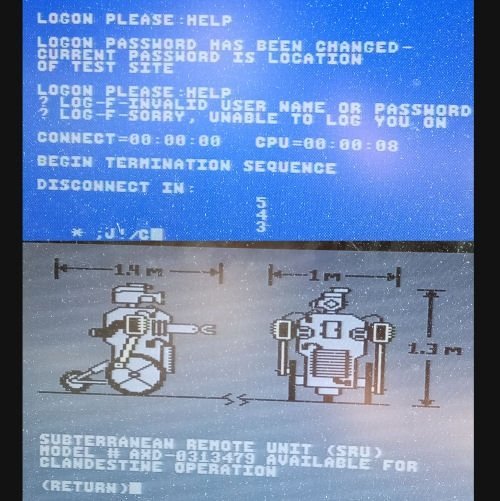 LOGON PLEASE:HELP
LOGON PASSWORD HAS BEEN CHANGED-
CURRENT PASSWORD IS LOCATION
OF TEST SITE
LOGON PLEASE:HELP
? LOG-F-INVALID USER NAME OR PASSWORD
? LOG-F-SORRY, UNABLE TO LOG YOU ON
CONNECT=00:00:00 CPU=00:00:08
BEGIN TERMINATION SEQUENCE
DISCONNECT IN:
5
4
3
* ;J!/C
1.4 m
1 m
1.3 m
SUBTERRANEAN REMOTE UNIT (SRU)
MODEL # AXD-0313479 AVAILABLE FOR
CLANDESTINE OPERATION
(RETURN)